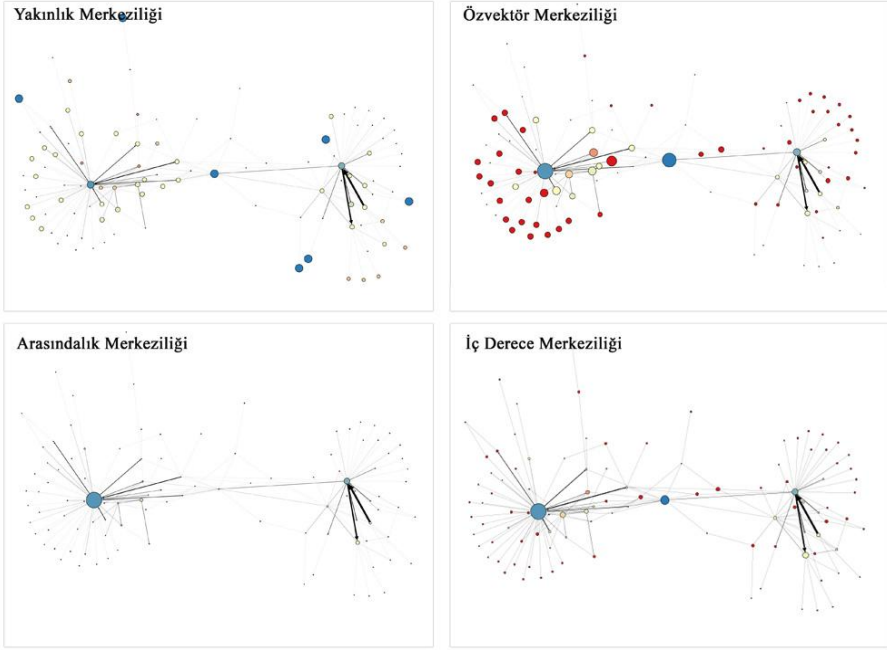 Yakınlık Merkeziliği
Özvektör Merkeziliği
Arasındalık Merkeziliği
İç Derece Merkeziliği